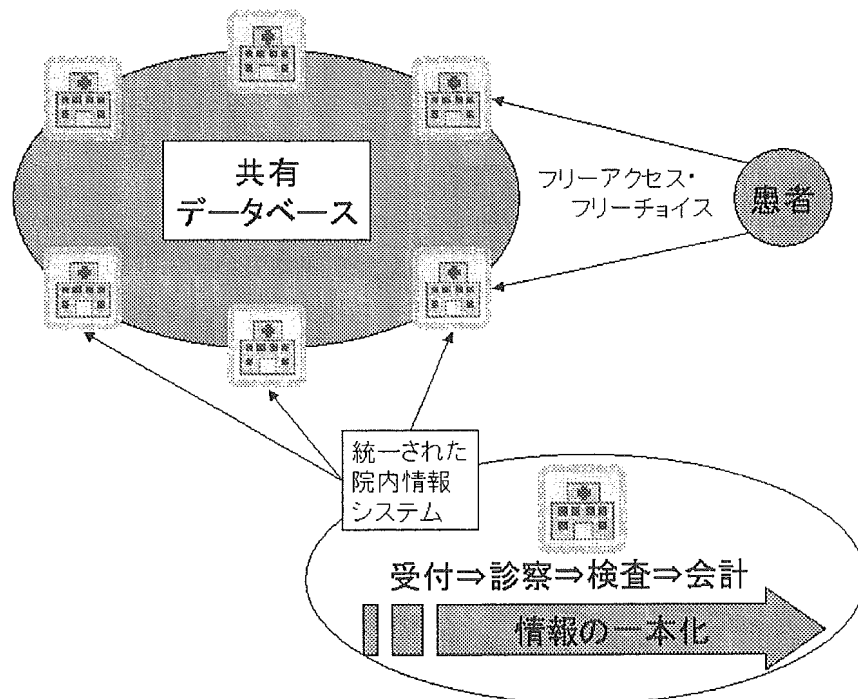 共有
データベース
フリーアクセス・
フリーチョイス
患者
統一された
院内情報
システム
受付⇒診察⇒検査⇒会計
情報の一本化